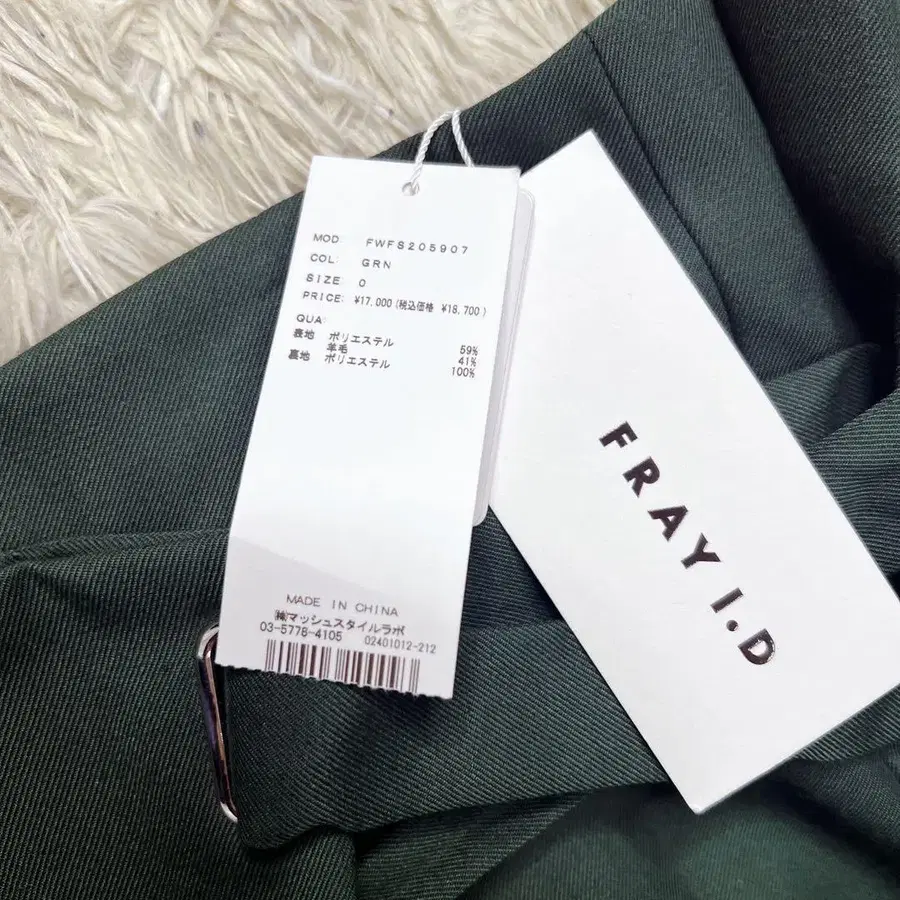 MOD FWFS205907
COL: GRN
SIZE 0
PRICE: ¥17,000(税込価格 ¥18,700)
QUA:
表地 ポリエステル 59%
羊毛 41%
裏地 ポリエステル 100%
MADE IN CHINA
㈱マッシュスタイルラボ
03-5778-4105 02401012-212
FRAY I.D